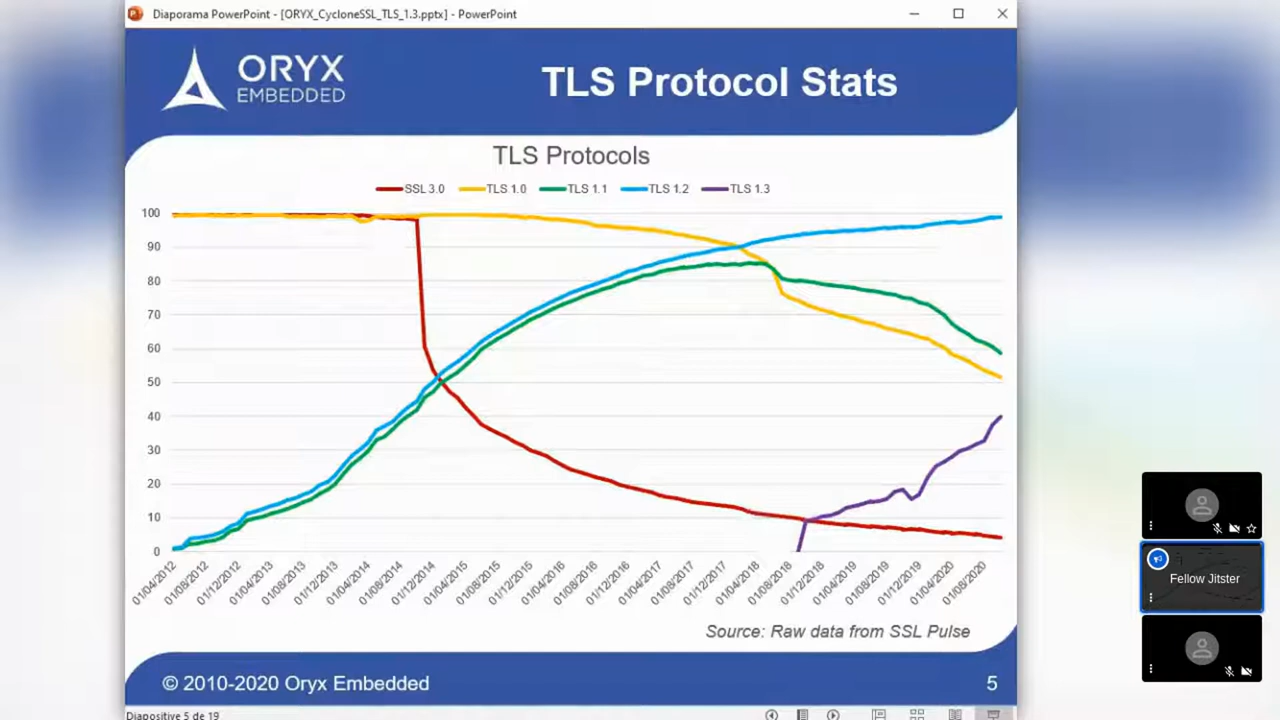 Diaporama PowerPoint - [ORYX_CycloneSSL_TLS_1.3.pptx] - PowerPoint
ORYX
EMBEDDED
TLS Protocol Stats
TLS Protocols
SSL 3.0 TLS 1.0 TLS 1.1 TLS 1.2 TLS 1.3
100
90
80
70
60
50
40
30
20
10
0
01/04/2012 01/08/2012 01/12/2012 01/04/2013 01/08/2013 01/12/2013 01/04/2014 01/08/2014 01/12/2014 01/04/2015 01/08/2015 01/12/2015 01/04/2016 01/08/2016 01/12/2016 01/04/2017 01/08/2017 01/12/2017 01/04/2018 01/08/2018 01/12/2018 01/04/2019 01/08/2019 01/12/2019 01/04/2020 01/08/2020
Source: Raw data from SSL Pulse
© 2010-2020 Oryx Embedded
5
Diapositive 5 de 19
Fellow Jitster